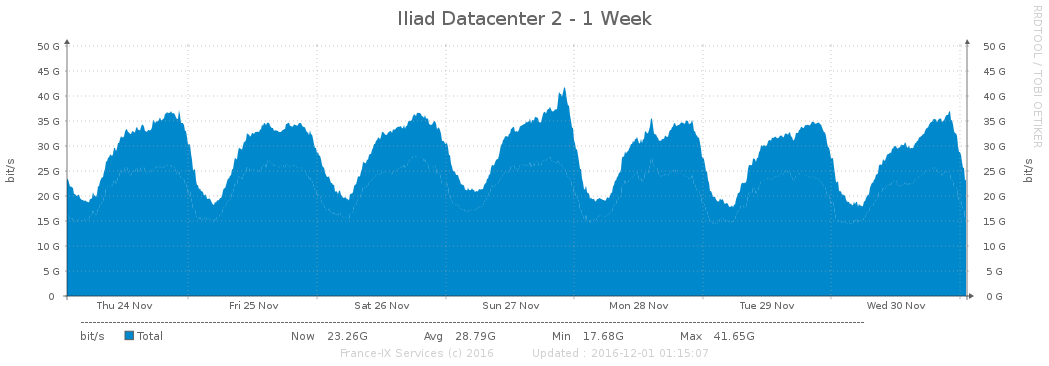 Iliad Datacenter 2 - 1 Week
RRDTOOL / TOBI OETIKER
bit/s
50 G 50 G
45 G 45 G
40 G 40 G
35 G 35 G
30 G 30 G
25 G 25 G
20 G 20 G
15 G 15 G
10 G 10 G
5 G 5 G
0 0 G
bit/s
Thu 24 Nov Fri 25 Nov Sat 26 Nov Sun 27 Nov Mon 28 Nov Tue 29 Nov Wed 30 Nov
bit/s Total Now 23.26G Avg 28.79G Min 17.68G Max 41.65G
France-IX Services (c) 2016 Updated : 2016-12-01 01:15:07